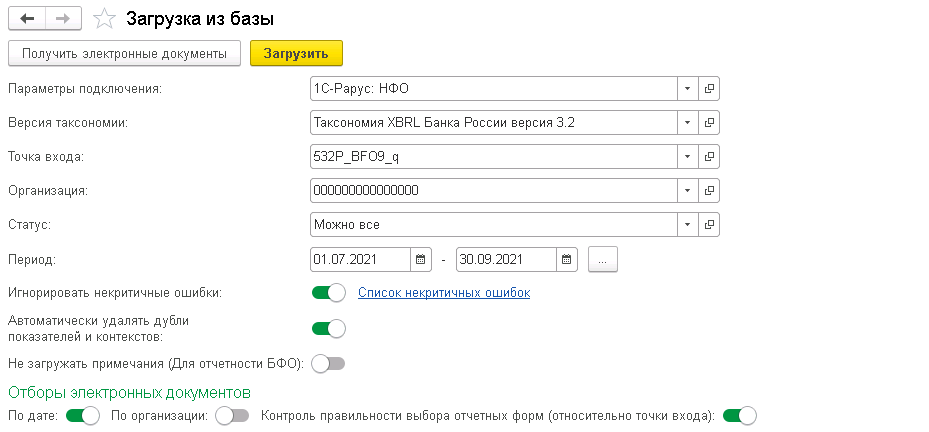 Загрузка из базы
Получить электронные документы Загрузить
Параметры подключения: 1С-Рарус: НФО
Версия таксономии: Таксономия XBRL Банка России версия 3.2
Точка входа: 532P_BFO9_q
Организация: 000000000000000
Статус: Можно все
Период: 01.07.2021 - 30.09.2021 ...
Игнорировать некритичные ошибки: Список некритичных ошибок
Автоматически удалять дубли
показателей и контекстов:
Не загружать примечания (Для отчетности БФО):
Отборы электронных документов
По дате: По организации: Контроль правильности выбора отчетных форм (относительно точки входа):